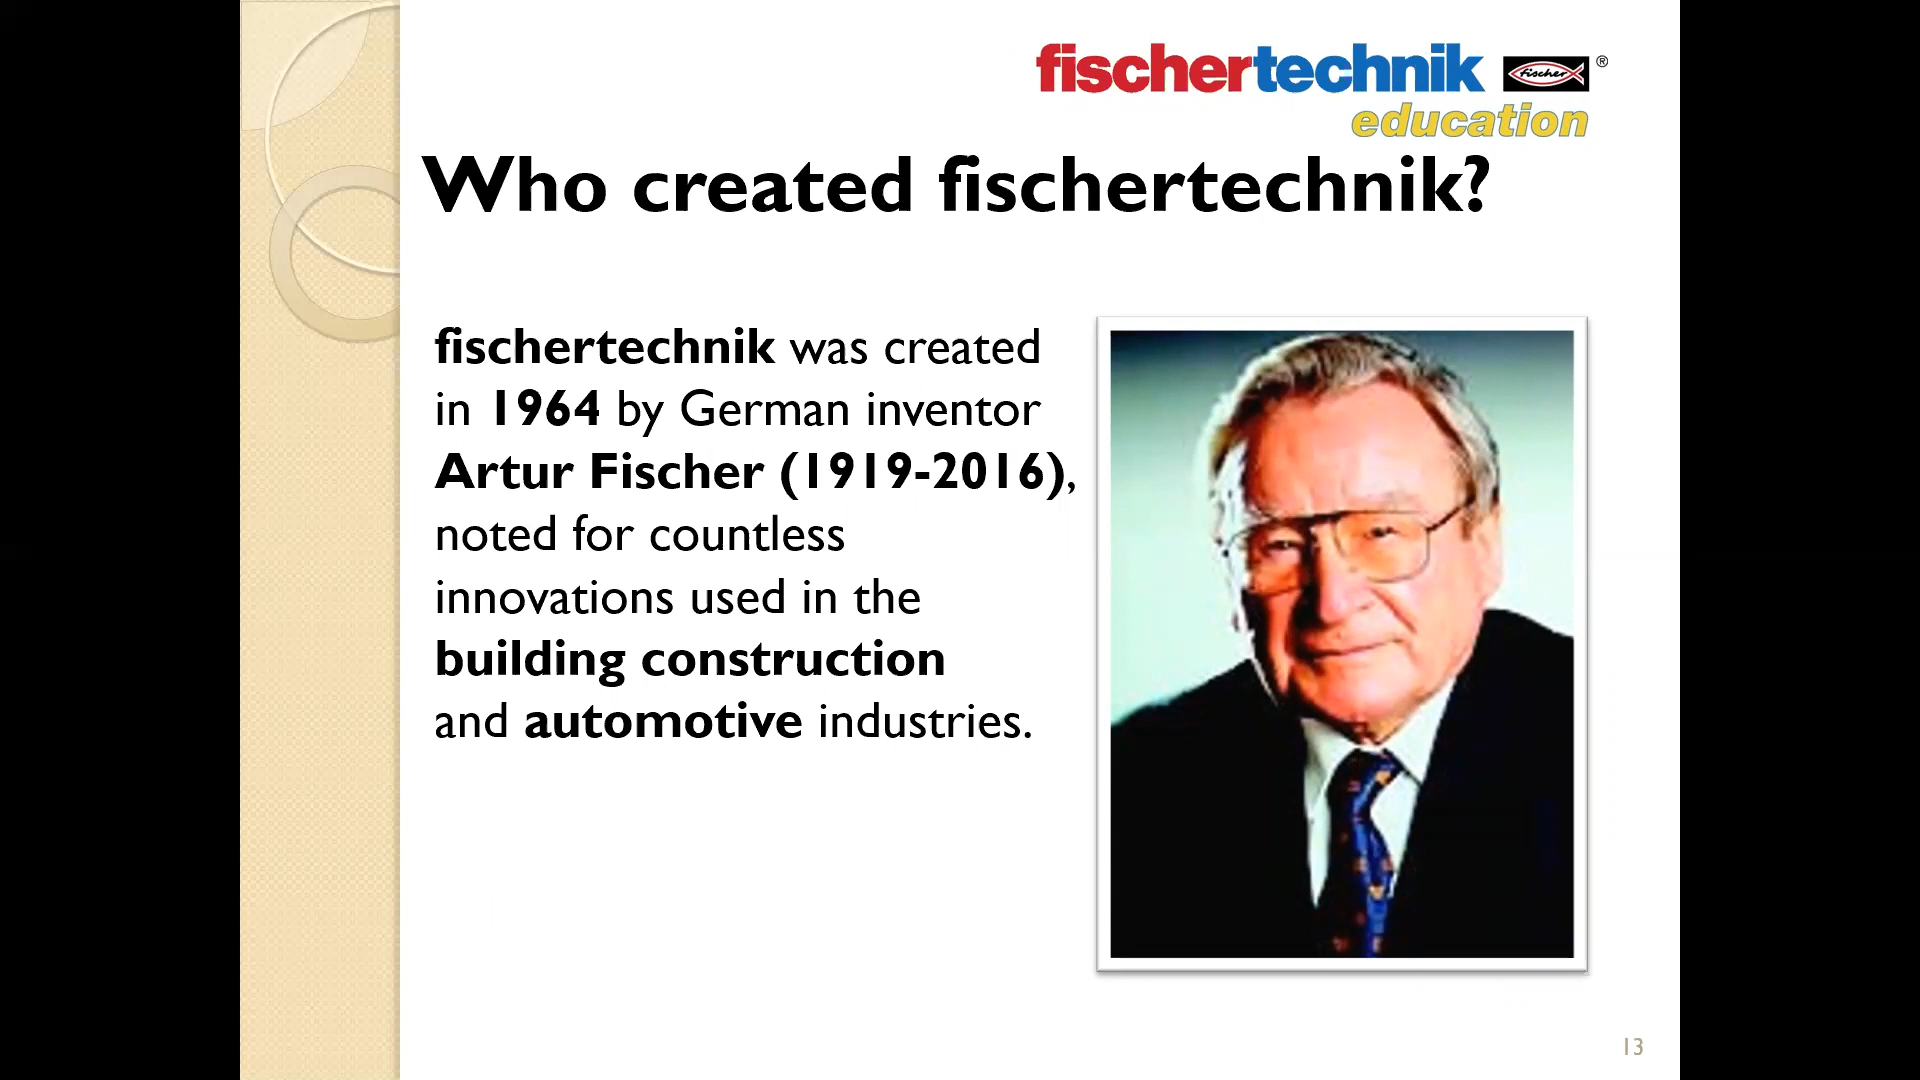 fischertechnik fischer ®
education
Who created fischertechnik?
fischertechnik was created
in 1964 by German inventor
Artur Fischer (1919-2016),
noted for countless
innovations used in the
building construction
and automotive industries.
13